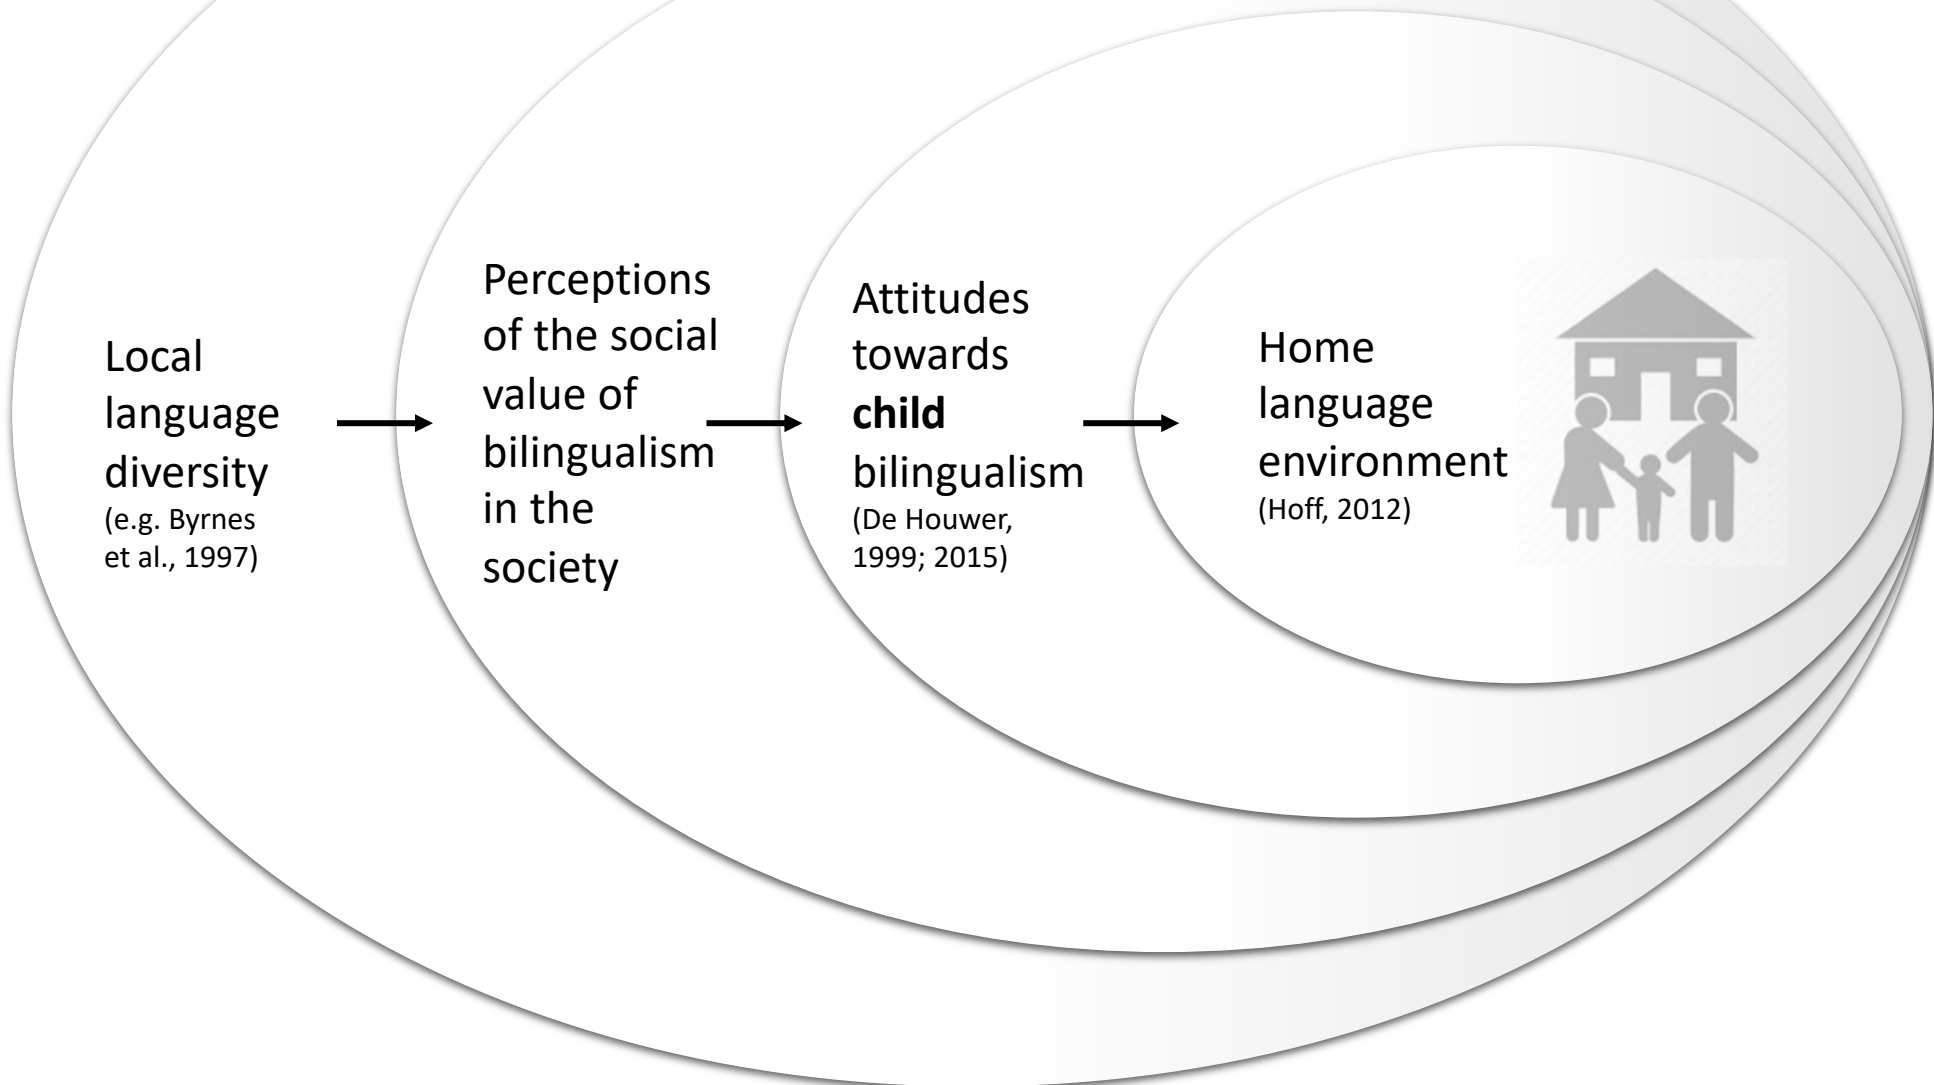 Local
language
diversity
(e.g. Byrnes
et al., 1997)
Perceptions
of the social
value of
bilingualism
in the
society
Attitudes
towards
child
bilingualism
(De Houwer,
1999; 2015)
Home
language
environment
(Hoff, 2012)